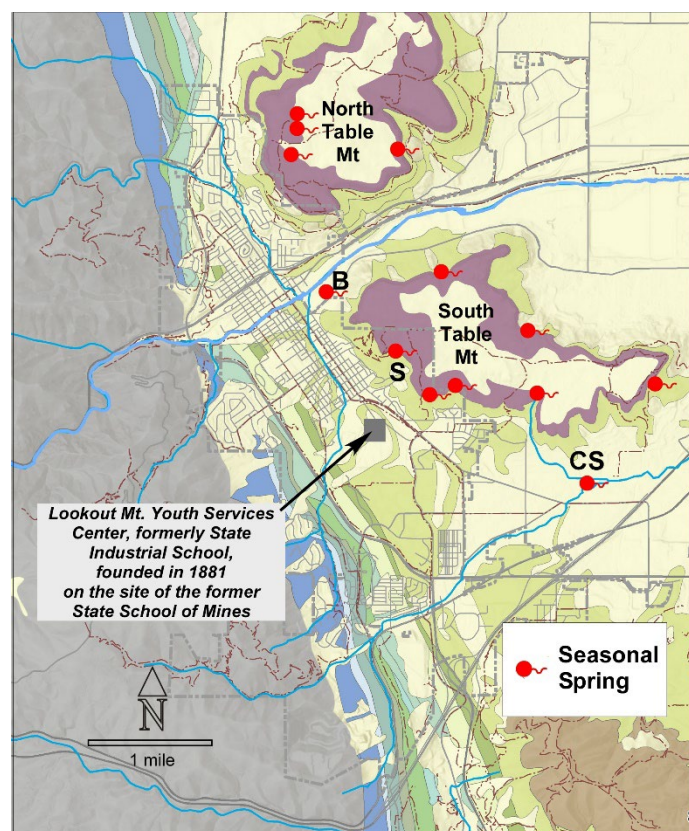 North
Table
Mt
B
South
Table
Mt
S
CS
Lookout Mt. Youth Services
Center, formerly State
Industrial School,
founded in 1881
on the site of the former
State School of Mines
Seasonal
Spring
N
1 mile